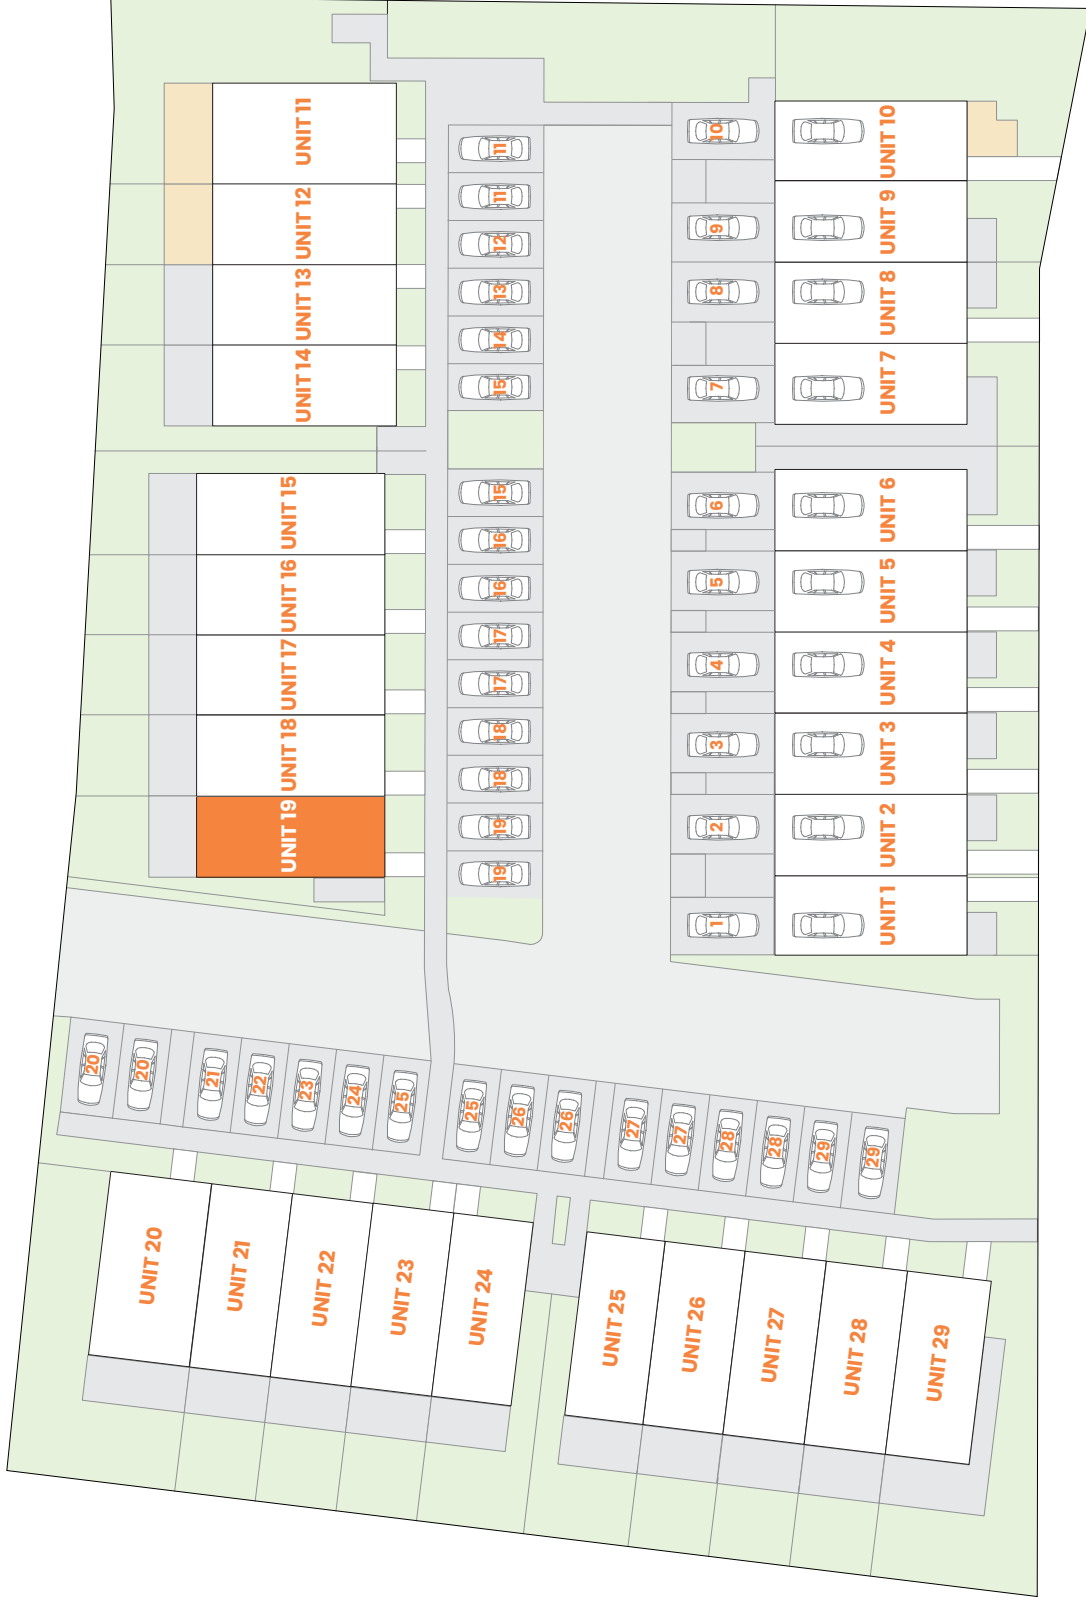 UNIT 11
UNIT 12
UNIT 13
UNIT 14
UNIT 15
UNIT 16
UNIT 17
UNIT 18
UNIT 19
11
11
12
13
14
15
15
16
16
17
17
18
18
19
19
10
9
8
7
6
5
4
3
2
1
UNIT 10
UNIT 9
UNIT 8
UNIT 7
UNIT 6
UNIT 5
UNIT 4
UNIT 3
UNIT 2
UNIT 1
20
20
21
22
23
24
25
25
26
26
27
27
28
28
29
29
UNIT 20
UNIT 21
UNIT 22
UNIT 23
UNIT 24
UNIT 25
UNIT 26
UNIT 27
UNIT 28
UNIT 29